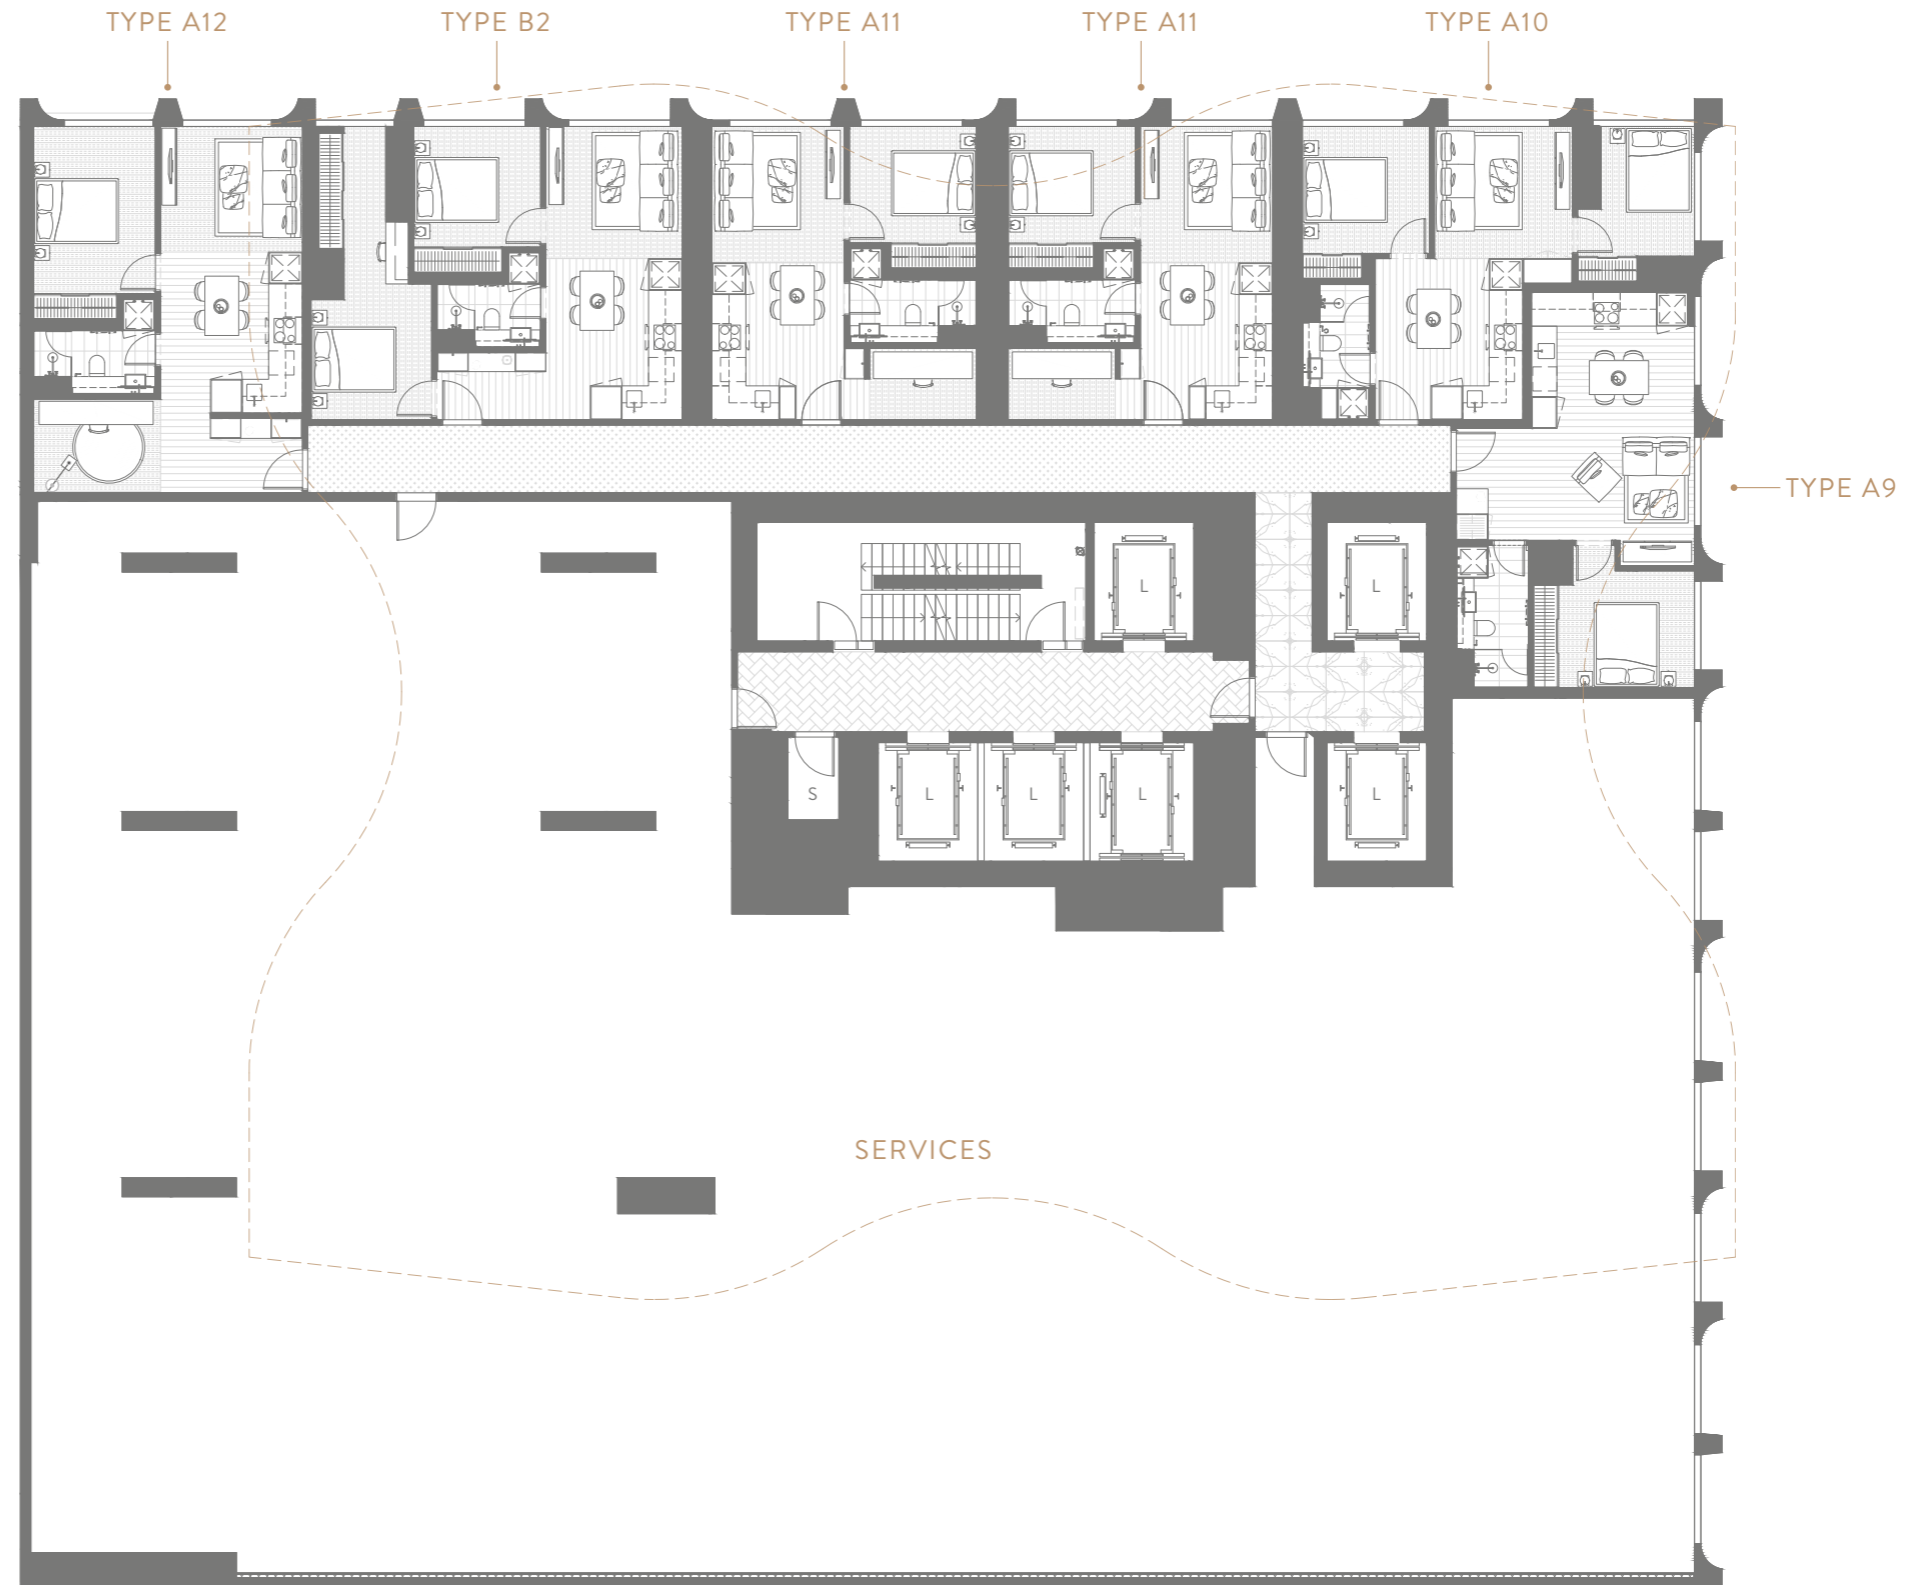 TYPE A12
TYPE B2
TYPE A11
TYPE A11
TYPE A10
TYPE A9
L
L
S
L
L
L
L
SERVICES